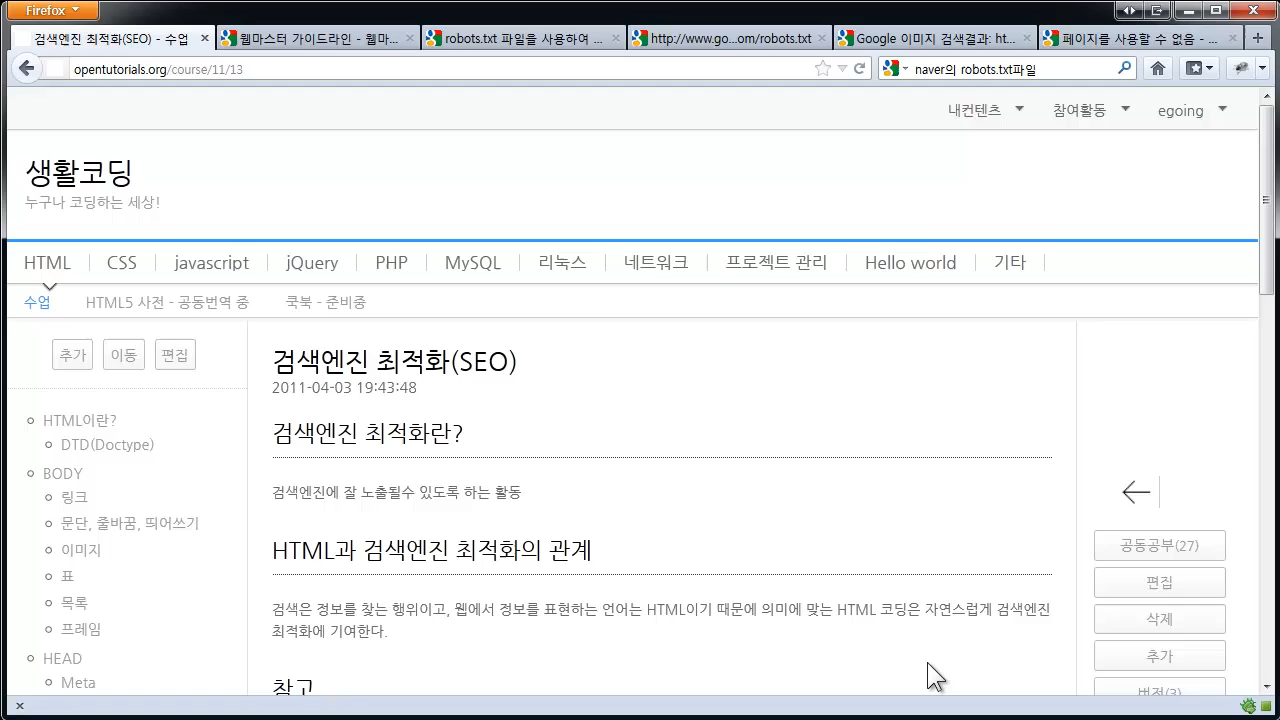 Firefox
검색엔진 최적화(SEO) - 수업
웹마스터 가이드라인 - 웹마...
robots.txt 파일을 사용하여 ...
http://www.go...om/robots.txt
Google 이미지 검색결과: ht...
페이지를 사용할 수 없음 - ...
opentutorials.org/course/11/13
naver의 robots.txt파일
내컨텐츠
참여활동
egoing
생활코딩
누구나 코딩하는 세상!
HTML
CSS
javascript
jQuery
PHP
MySQL
리눅스
네트워크
프로젝트 관리
Hello world
기타
수업
HTML5 사전 - 공동번역 중
쿡북 - 준비중
추가
이동
편집
HTML이란?
DTD(Doctype)
BODY
링크
문단, 줄바꿈, 띄어쓰기
이미지
표
목록
프레임
HEAD
Meta
검색엔진 최적화(SEO)
2011-04-03 19:43:48
검색엔진 최적화란?
검색엔진에 잘 노출될수 있도록 하는 활동
HTML과 검색엔진 최적화의 관계
검색은 정보를 찾는 행위이고, 웹에서 정보를 표현하는 언어는 HTML이기 때문에 의미에 맞는 HTML 코딩은 자연스럽게 검색엔진
최적화에 기여한다.
참고
공동공부(27)
편집
삭제
추가
버전(3)